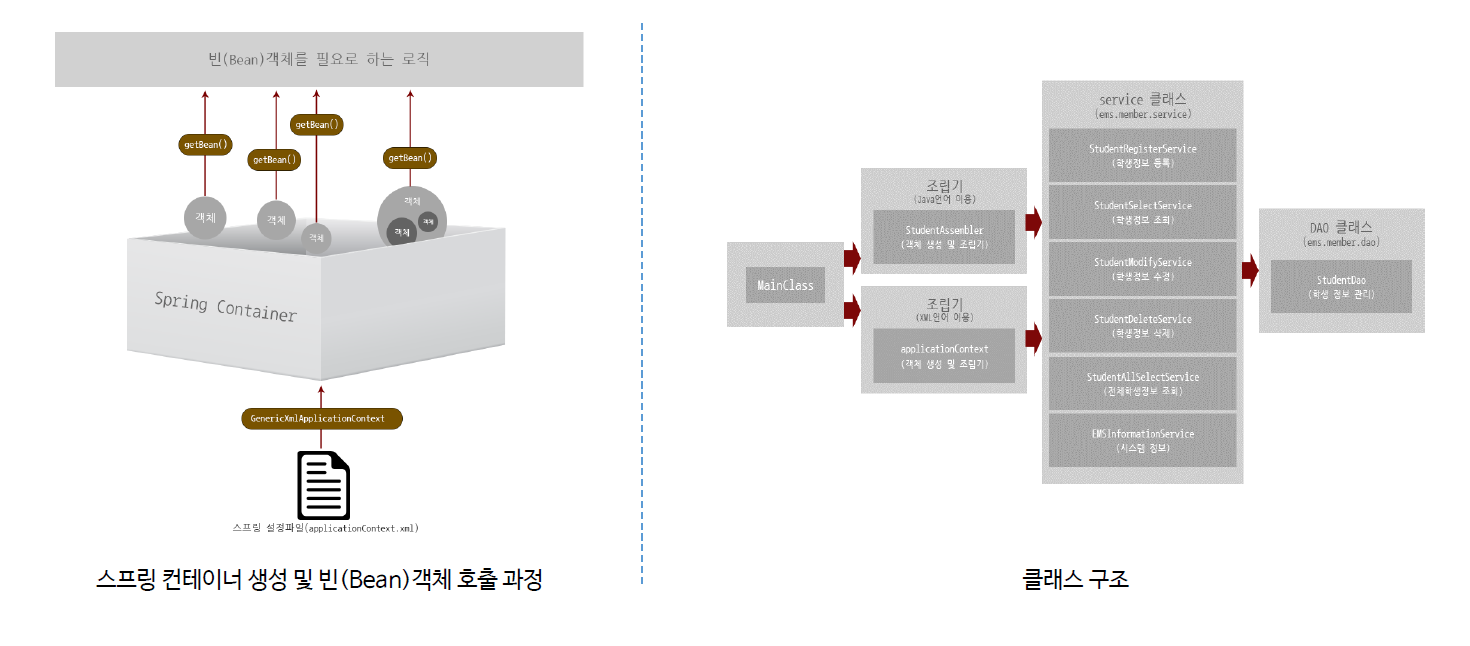 빈(Bean)객체를 필요로 하는 로직
getBean()
getBean()
getBean()
getBean()
객체
객체
객체
객체
객체
객체
Spring Container
GenericXmlApplicationContext
스프링 설정파일(applicationContext.xml)
스프링 컨테이너 생성 및 빈(Bean)객체 호출 과정
MainClass
조립기
(Java언어 이용)
StudentAssembler
(객체 생성 및 조립기)
조립기
(XML언어 이용)
applicationContext
(객체 생성 및 조립기)
service 클래스
(ems.member.service)
StudentRegisterService
(학생정보 등록)
StudentSelectService
(학생정보 조회)
StudentModifyService
(학생정보 수정)
StudentDeleteService
(학생정보 삭제)
StudentAllSelectService
(전체학생정보 조회)
EMSInformationService
(시스템 정보)
DAO 클래스
(ems.member.dao)
StudentDao
(학생 정보 관리)
클래스 구조